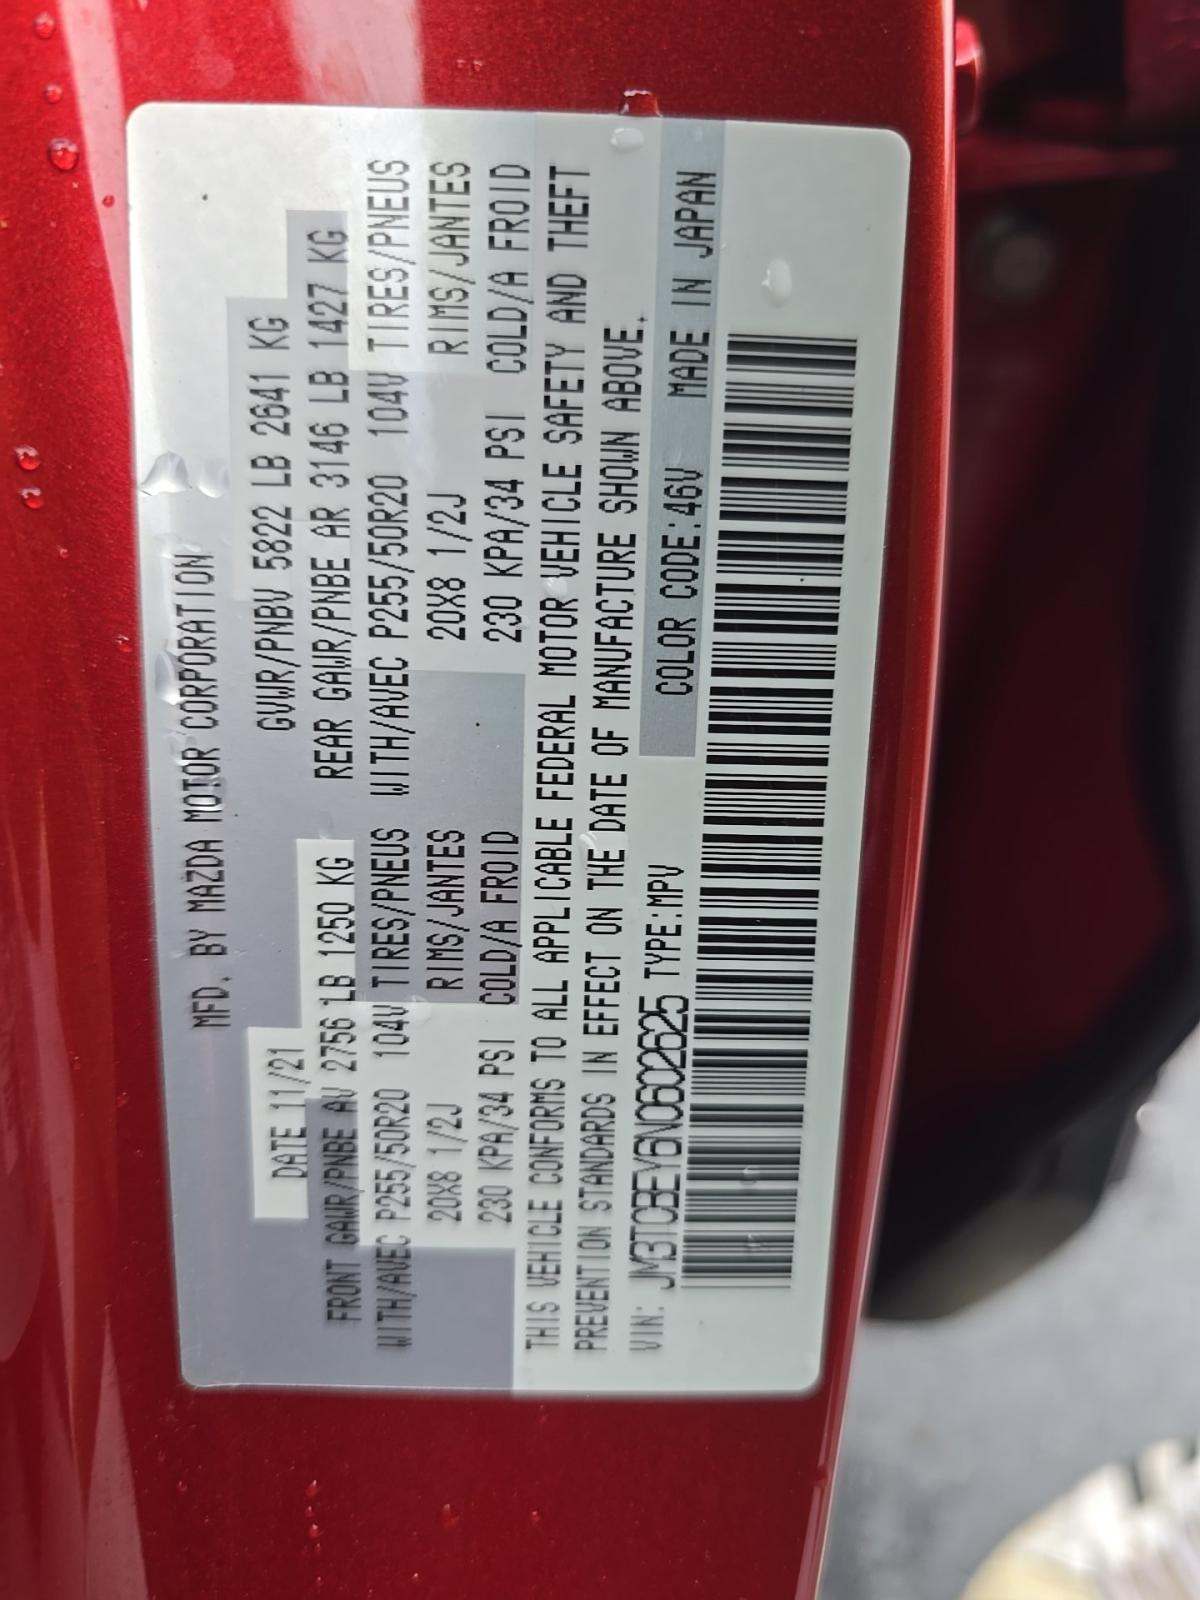 MFD. BY MAZDA MOTOR CORPORATION
DATE 11/21 GVWR/PNBV 5822 LB 2641 KG
FRONT GAWR/PNBE AV 2756 LB 1250 KG REAR GAWR/PNBE AR 3146 LB 1427 KG
WITH/AVEC P255/50R20 104V TIRES/PNEUS WITH/AVEC P255/50R20 104V TIRES/PNEUS
20X8 1/2J RIMS/JANTES 20X8 1/2J RIMS/JANTES
230 KPA/34 PSI COLD/A FROID 230 KPA/34 PSI COLD/A FROID
THIS VEHICLE CONFORMS TO ALL APPLICABLE FEDERAL MOTOR VEHICLE SAFETY AND THEFT
PREVENTION STANDARDS IN EFFECT ON THE DATE OF MANUFACTURE SHOWN ABOVE.
VIN: JM3TCBEY6N0602625 TYPE:MPV COLOR CODE:46V MADE IN JAPAN